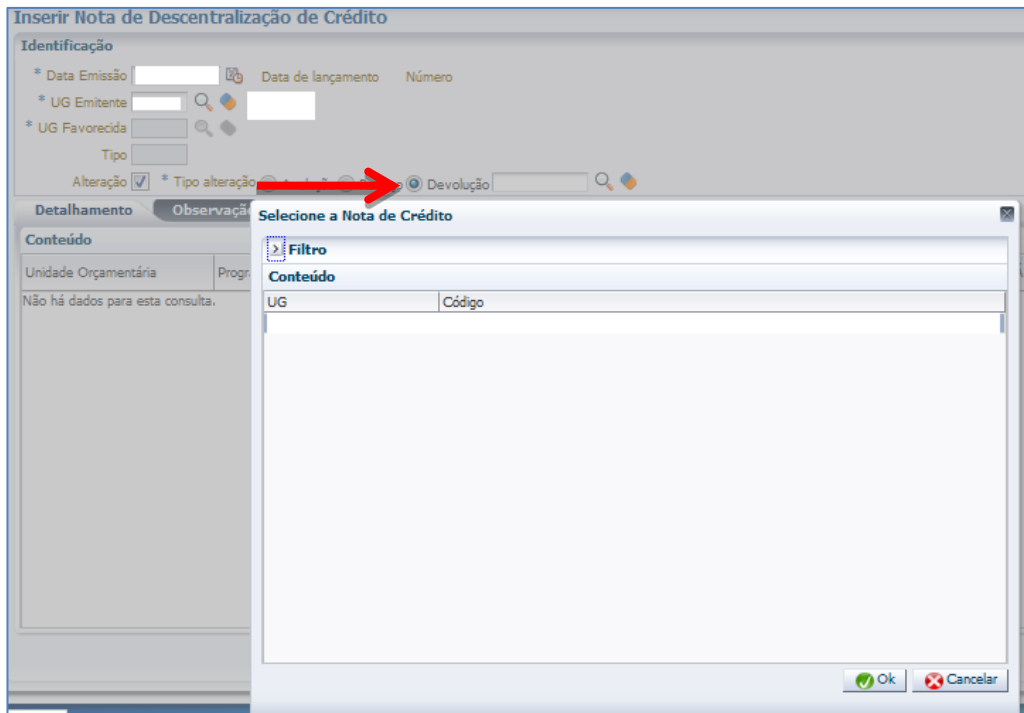 Inserir Nota de Descentralização de Crédito
Identificação
* Data Emissão Data de lançamento Número
* UG Emitente
* UG Favorecida
Tipo
Alteração * Tipo alteração Devolução
Detalhamento
Selecione a Nota de Crédito
Conteúdo
Filtro
Unidade Orçamentária
Conteúdo
Não há dados para esta consulta.
UG Código
Ok Cancelar